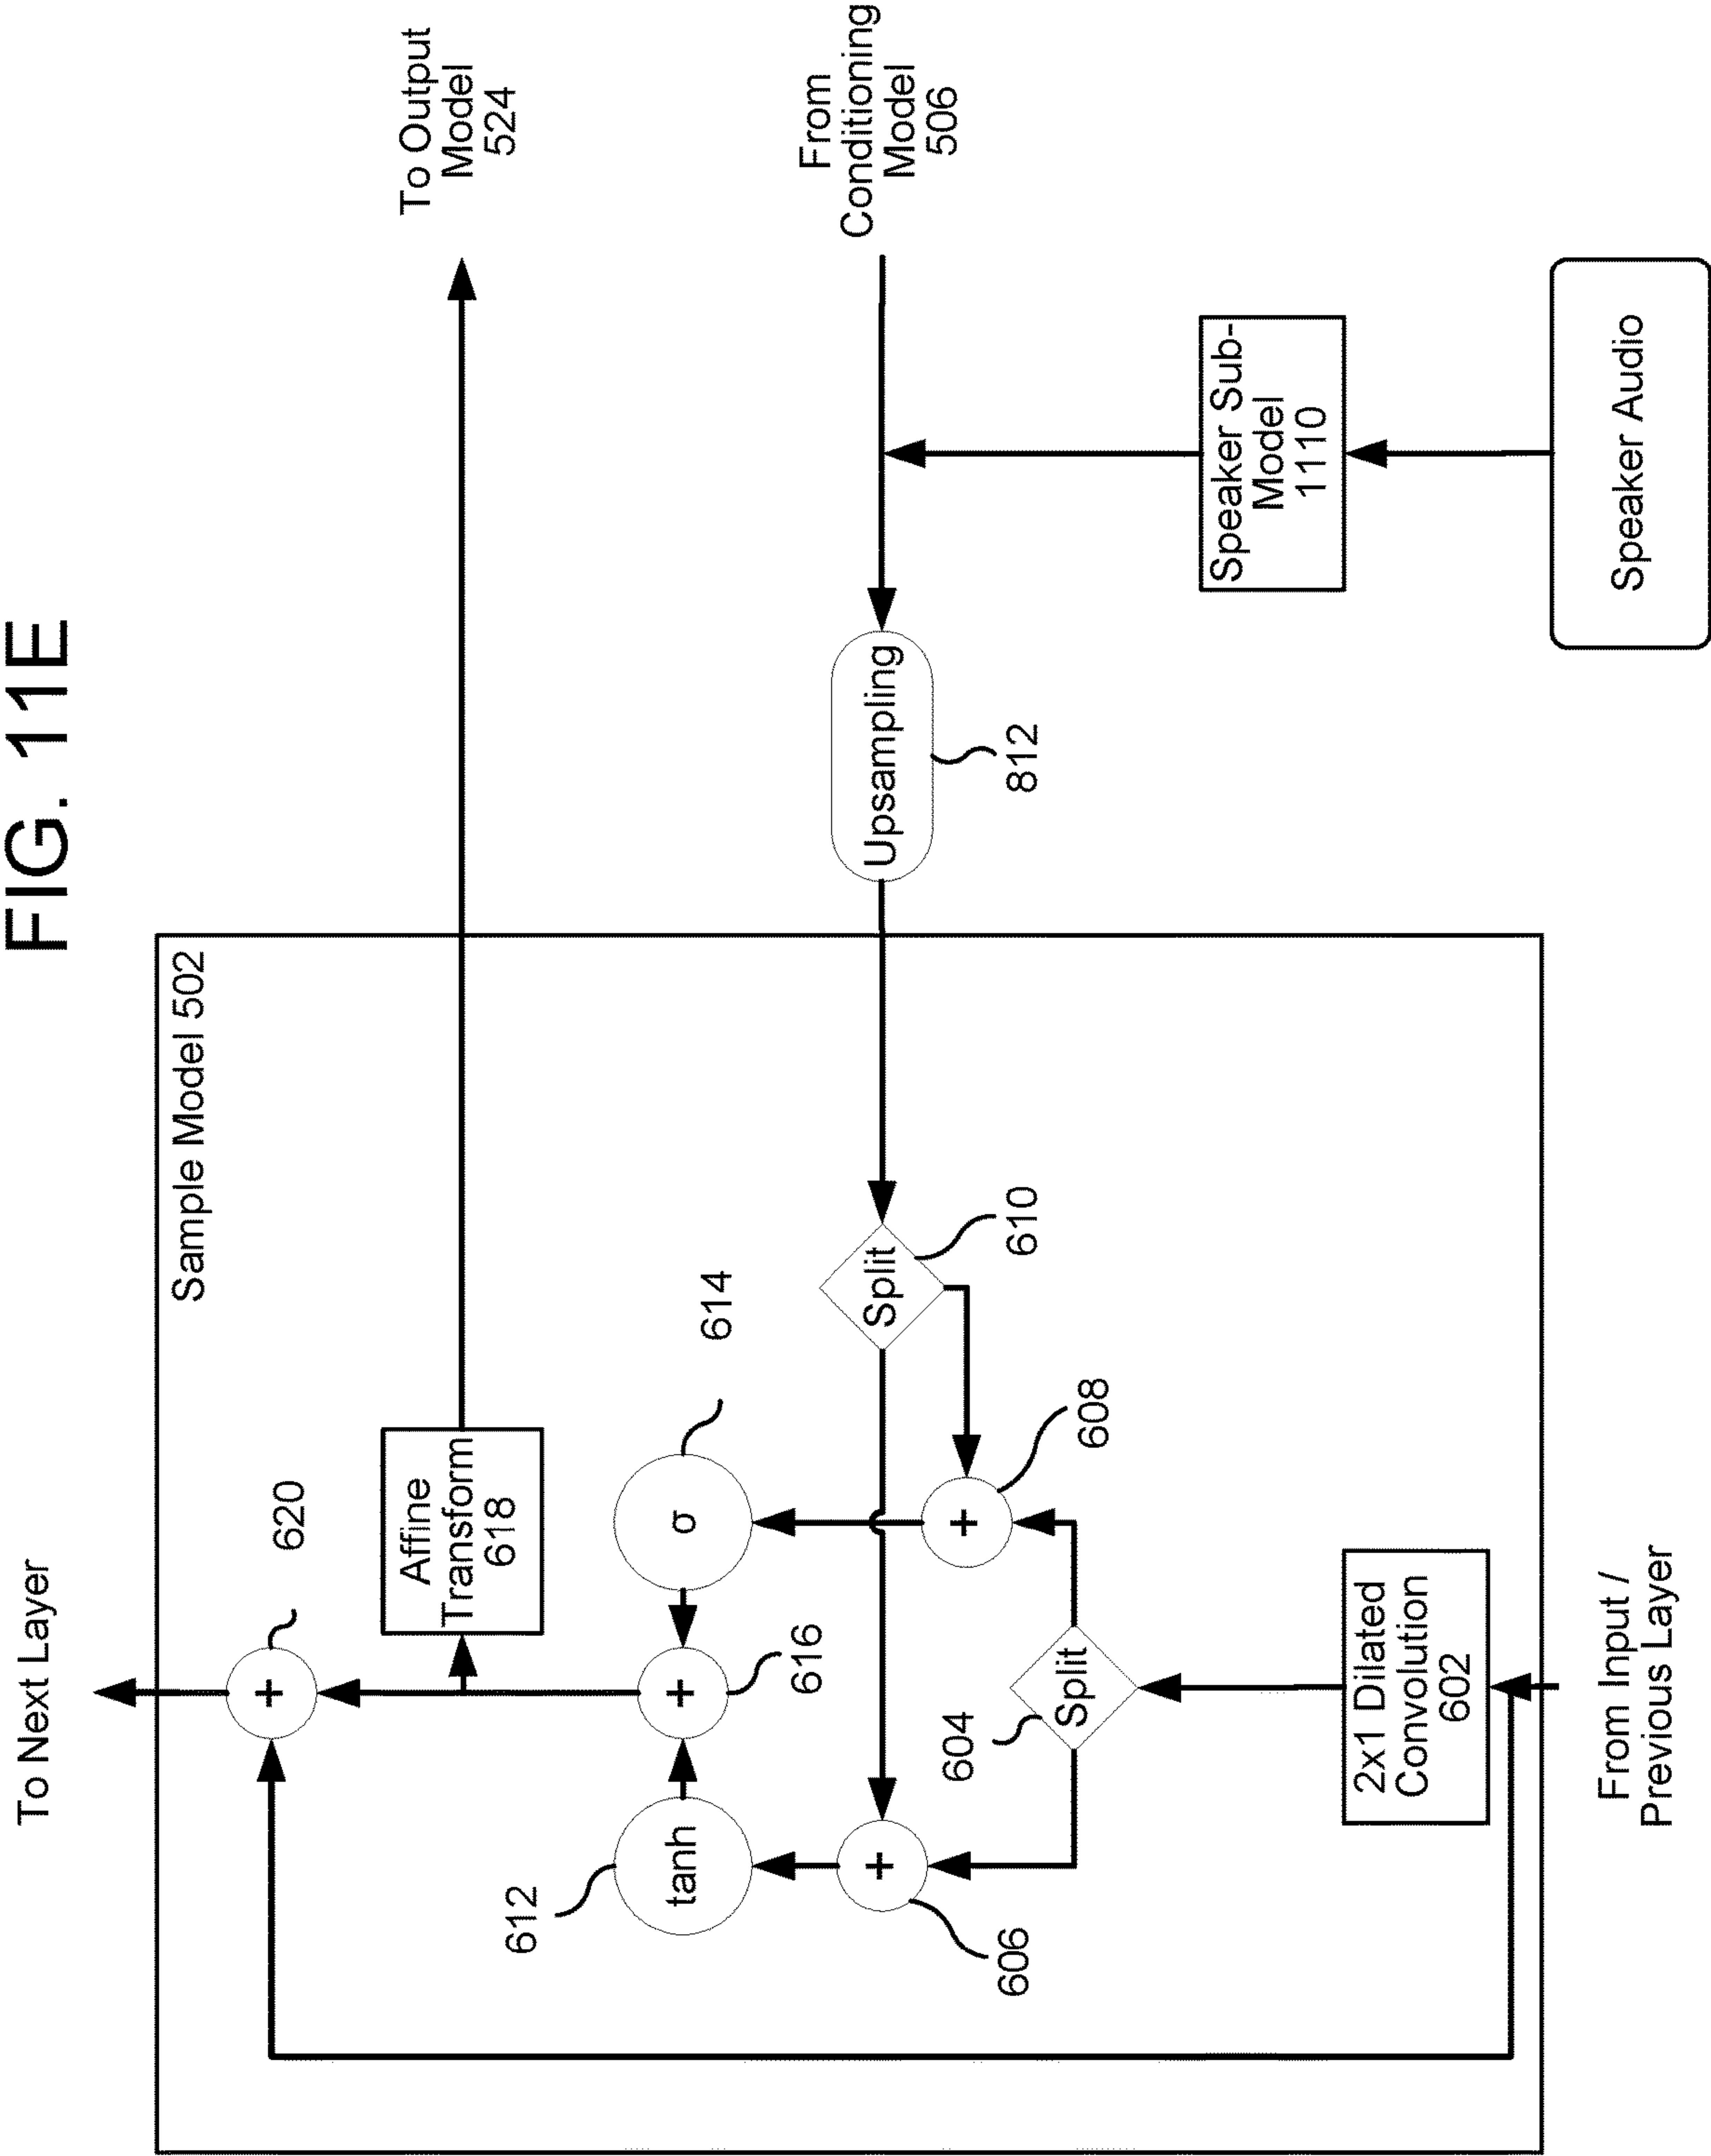 FIG. 11E
To Next Layer
Sample Model 502
620
+
Affine
Transform
618
To Output
Model
524
612
tanh
+
616
σ
614
606
+
+
608
Split
610
Upsampling
812
From
Conditioning
Model
506
604
Split
2x1 Dilated
Convolution
602
Speaker Sub-
Model
1110
From Input /
Previous Layer
Speaker Audio